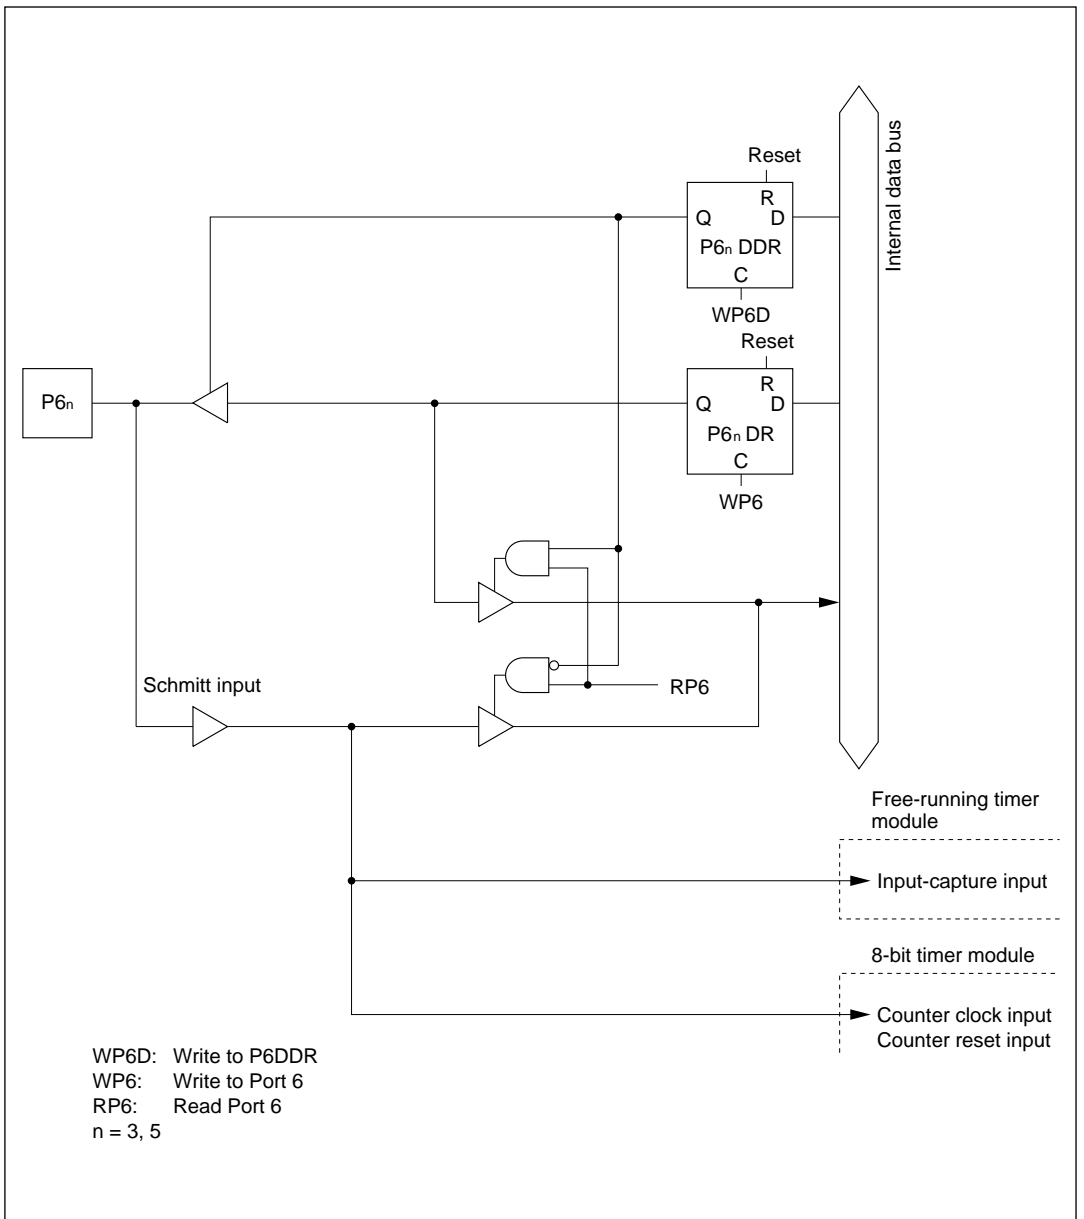 Internal data bus
Reset
R
Q
D
P6n DDR
C
WP6D
Reset
R
P6n
Q
D
P6n DR
C
WP6
Schmitt input
RP6
Free-running timer
module
Input-capture input
8-bit timer module
Counter clock input
Counter reset input
WP6D: Write to P6DDR
WP6: Write to Port 6
RP6: Read Port 6
n = 3, 5